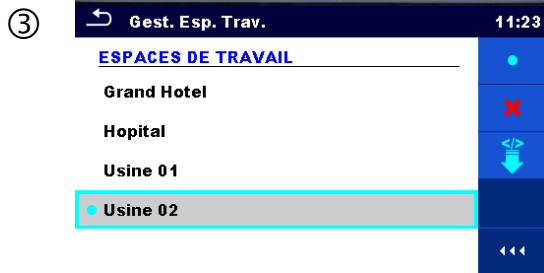 ③
Gest. Esp. Trav. 11:23
ESPACES DE TRAVAIL
Grand Hotel
Hopital
Usine 01
Usine 02